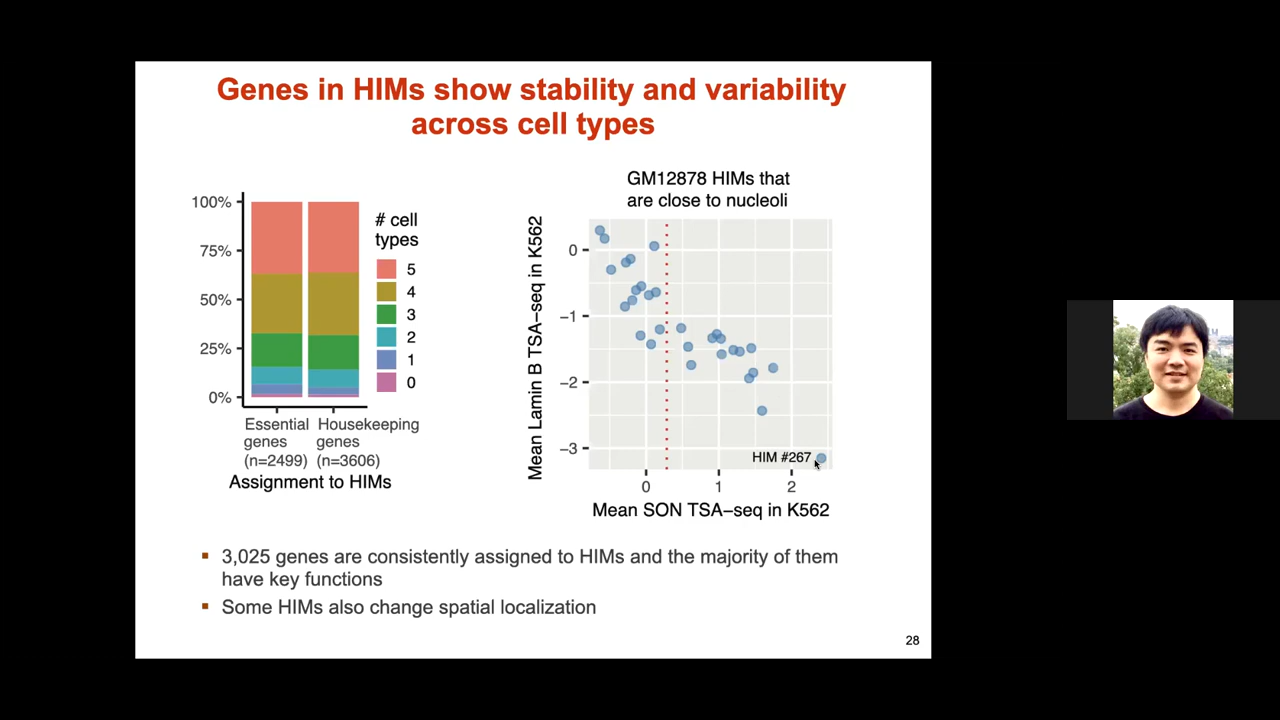 Genes in HIMs show stability and variability
across cell types
100%
75%
50%
25%
0%
# cell
types
5
4
3
2
1
0
Essential
genes
(n=2499)
Housekeeping
genes
(n=3606)
Assignment to HIMs
GM12878 HIMs that
are close to nucleoli
Mean Lamin B TSA−seq in K562
0
−1
−2
−3
HIM #267
0
1
2
Mean SON TSA−seq in K562
3,025 genes are consistently assigned to HIMs and the majority of them
have key functions
Some HIMs also change spatial localization
28